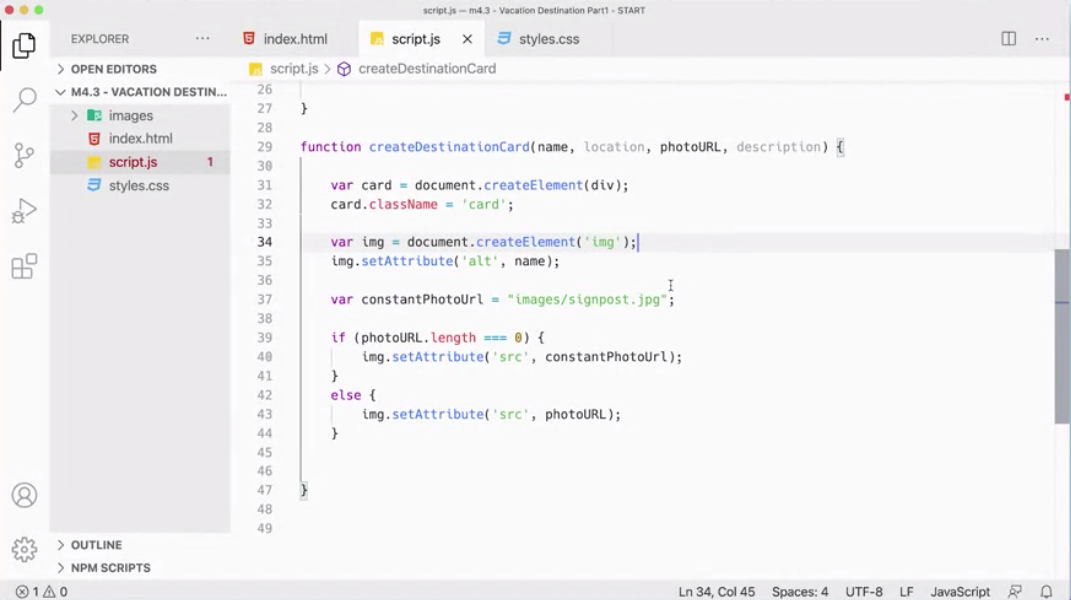 script.js — m4.3 - Vacation Destination Part1 - START
EXPLORER ···
index.html
script.js
styles.css
OPEN EDITORS
script.js > createDestinationCard
M4.3 - VACATION DESTIN...
images
index.html
script.js 1
styles.css
26
27 }
28
29 function createDestinationCard(name, location, photoURL, description) {
30
31 var card = document.createElement(div);
32 card.className = 'card';
33
34 var img = document.createElement('img');
35 img.setAttribute('alt', name);
36
37 var constantPhotoUrl = "images/signpost.jpg";
38
39 if (photoURL.length === 0) {
40 img.setAttribute('src', constantPhotoUrl);
41 }
42 else {
43 img.setAttribute('src', photoURL);
44 }
45
46
47 }
48
49
OUTLINE
NPM SCRIPTS
1 0 Ln 34, Col 45 Spaces: 4 UTF-8 LF JavaScript